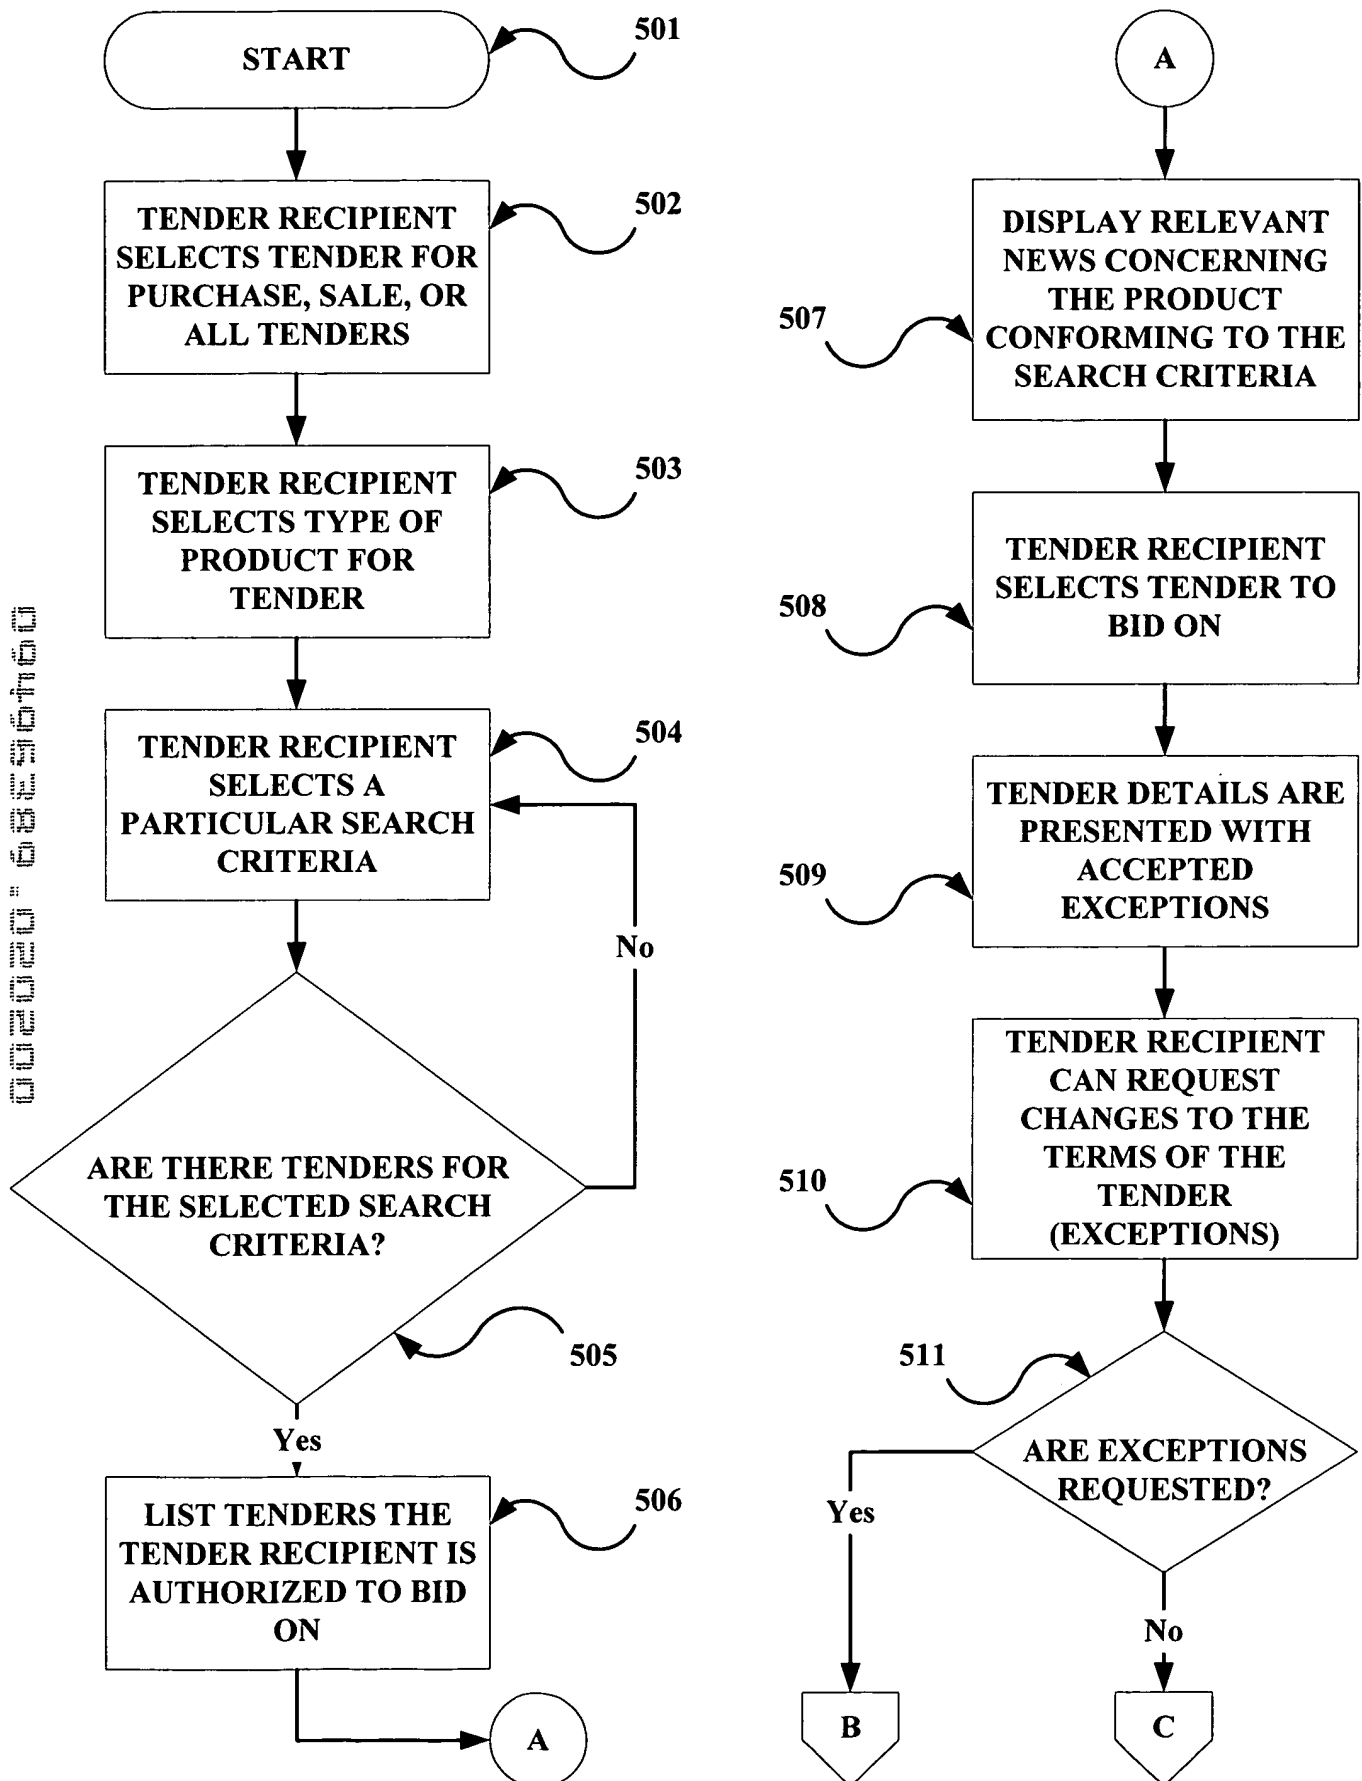 START
501
TENDER RECIPIENT
SELECTS TENDER FOR
PURCHASE, SALE, OR
ALL TENDERS
502
TENDER RECIPIENT
SELECTS TYPE OF
PRODUCT FOR
TENDER
503
TENDER RECIPIENT
SELECTS A
PARTICULAR SEARCH
CRITERIA
504
No
ARE THERE TENDERS FOR
THE SELECTED SEARCH
CRITERIA?
505
Yes
LIST TENDERS THE
TENDER RECIPIENT IS
AUTHORIZED TO BID
ON
506
A
A
DISPLAY RELEVANT
NEWS CONCERNING
THE PRODUCT
CONFORMING TO THE
SEARCH CRITERIA
507
TENDER RECIPIENT
SELECTS TENDER TO
BID ON
508
TENDER DETAILS ARE
PRESENTED WITH
ACCEPTED
EXCEPTIONS
509
TENDER RECIPIENT
CAN REQUEST
CHANGES TO THE
TERMS OF THE
TENDER
(EXCEPTIONS)
510
511
ARE EXCEPTIONS
REQUESTED?
Yes
No
B
C